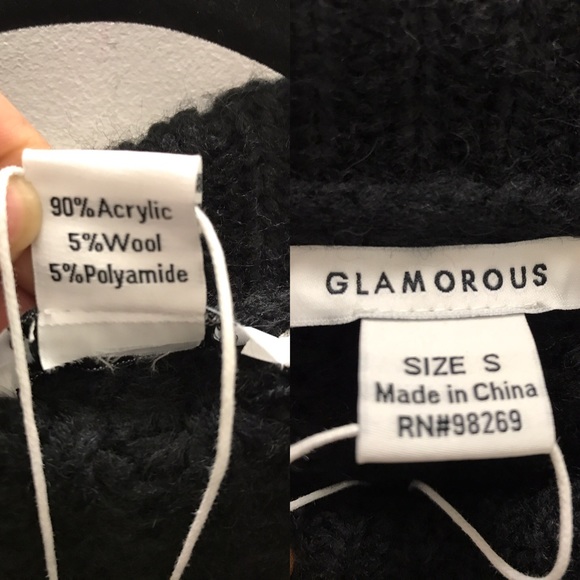 90%Acrylic
5%Wool
5%Polyamide
GLAMOROUS
SIZE S
Made in China
RN#98269